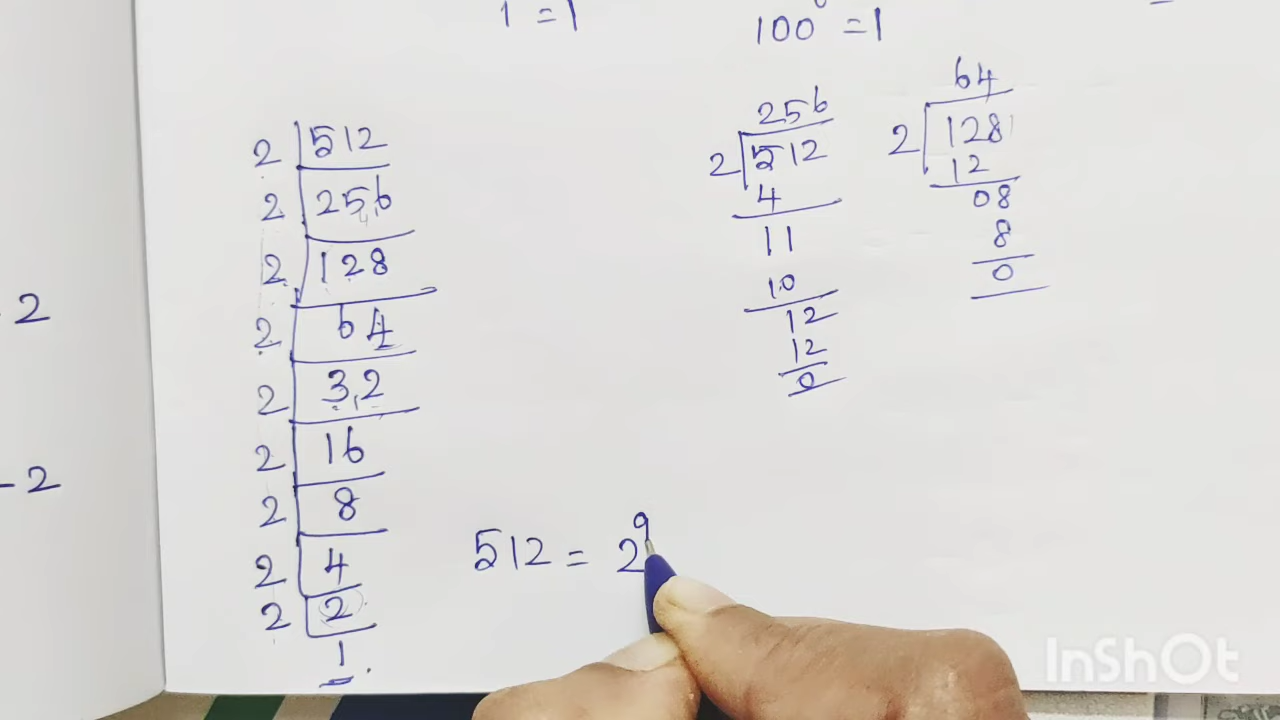 1 = 1
100⁰ = 1
2 | 512
2 | 256
2 | 128
2 | 64
2 | 32
2 | 16
2 | 8
2 | 4
2 | 2
1
512 = 2⁹
256
2 | 512
4
11
10
12
12
0
64
2 | 128
12
08
8
0
- 2
- 2
InShOt